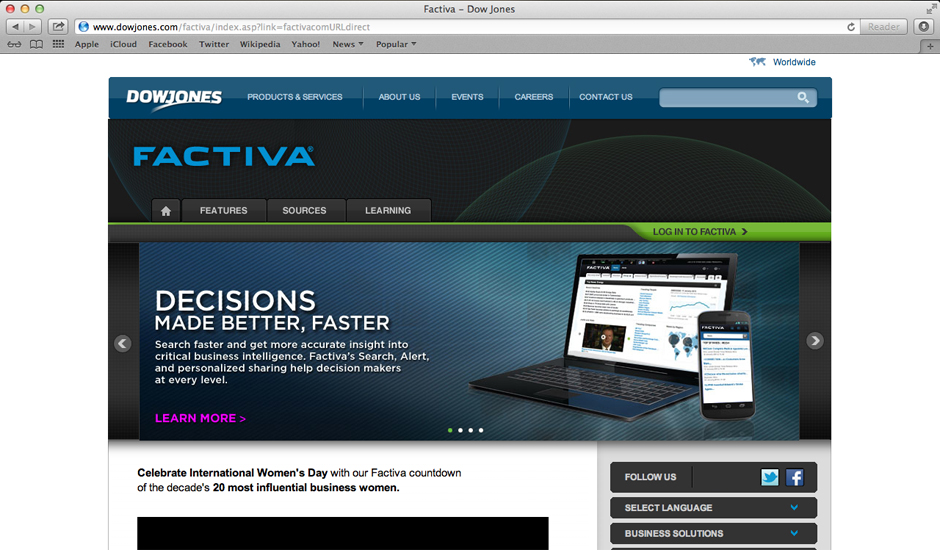 Factiva – Dow Jones
www.dowjones.com/factiva/index.asp?link=factivacomURLdirect
Reader
Apple iCloud Facebook Twitter Wikipedia Yahoo! News Popular
Worldwide
DOWJONES
PRODUCTS & SERVICES ABOUT US EVENTS CAREERS CONTACT US
FACTIVA®
FEATURES SOURCES LEARNING
LOG IN TO FACTIVA
DECISIONS
MADE BETTER, FASTER
Search faster and get more accurate insight into
critical business intelligence. Factiva's Search, Alert,
and personalized sharing help decision makers
at every level.
LEARN MORE >
FACTIVA
FACTIVA
Celebrate International Women's Day with our Factiva countdown
of the decade's 20 most influential business women.
FOLLOW US
SELECT LANGUAGE
BUSINESS SOLUTIONS